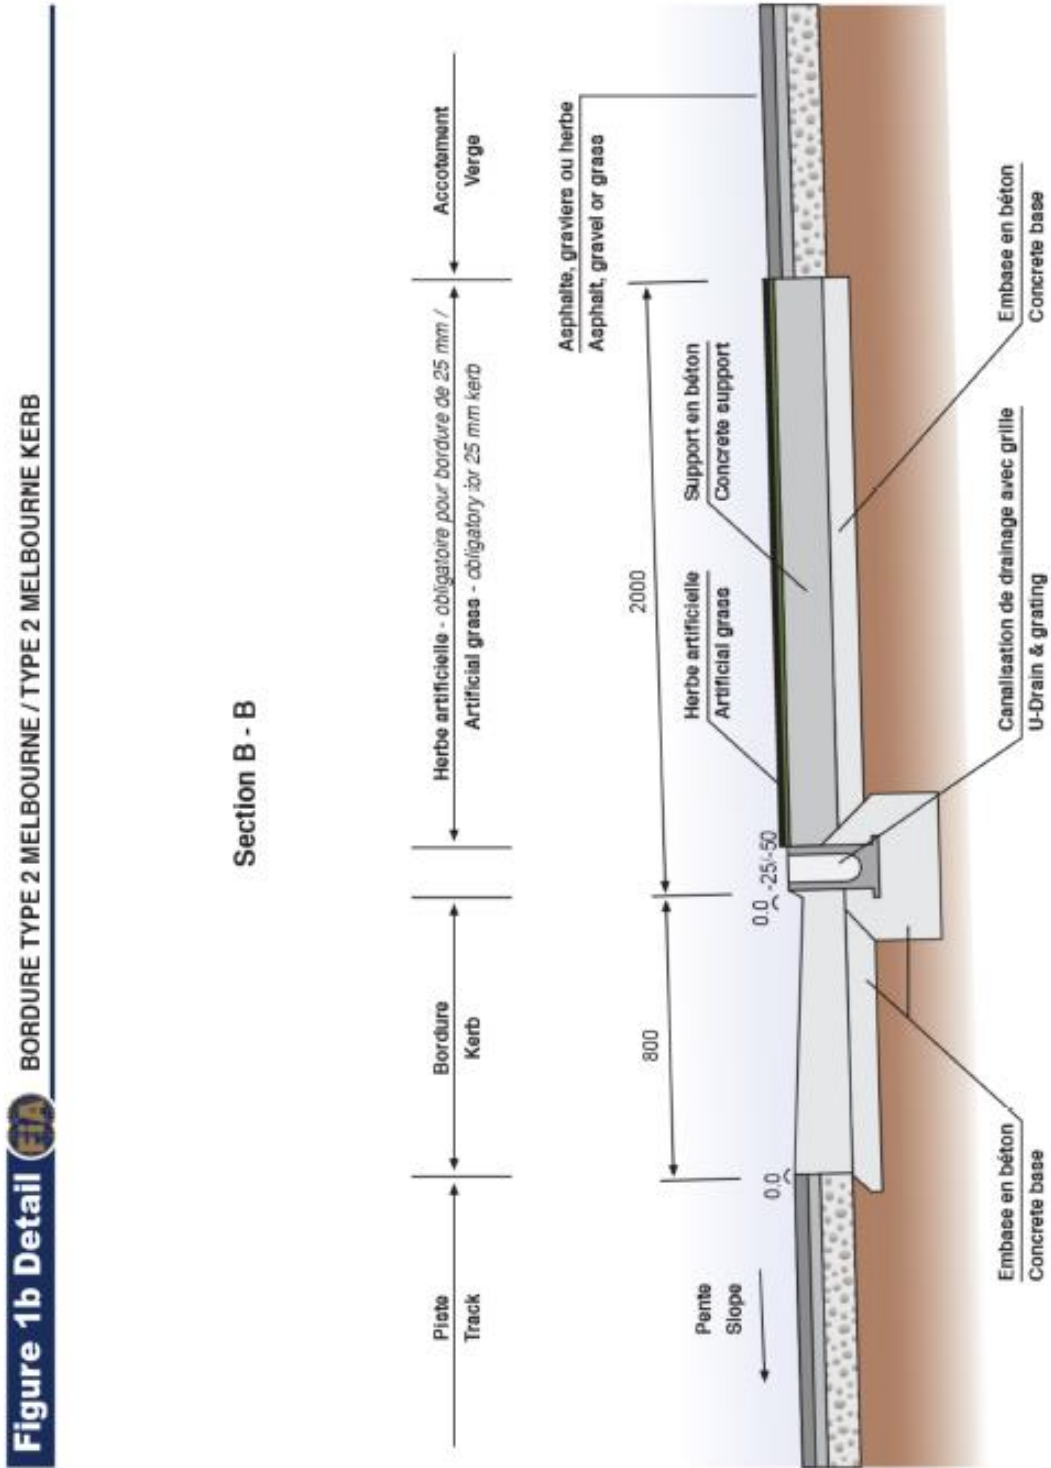 Figure 1b Detail FiA BORDURE TYPE 2 MELBOURNE / TYPE 2 MELBOURNE KERB
Section B - B
Piste
Track
Bordure
Kerb
Herbe artificielle - obligatoire pour bordure de 25 mm /
Artificial grass - obligatory for 25 mm kerb
Accotement
Verge
Asphalte, graviers ou herbe
Asphalt, gravel or grass
800
2000
Pente
Slope
0.0
0.0
-25/-50
Herbe artificielle
Artificial grass
Support en béton
Concrete support
Embase en béton
Concrete base
Canalisation de drainage avec grille
U-Drain & grating
Embase en béton
Concrete base